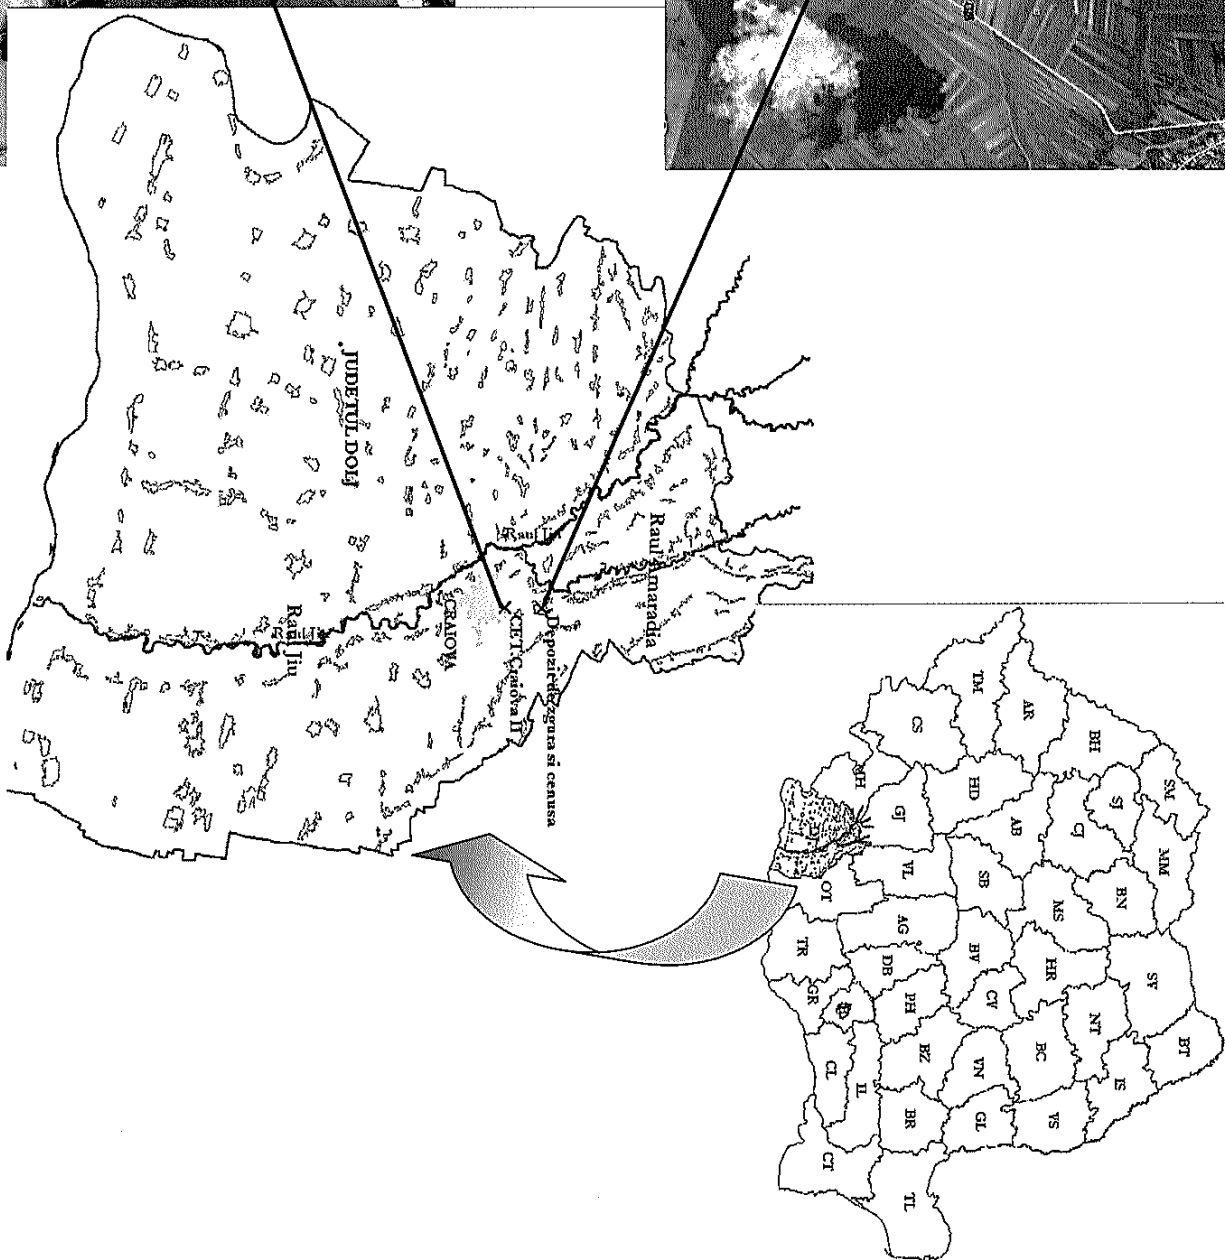 Raul Amaradia
Depozit de zgura si cenusa
CET Craiova II
Raul Jiu
CRAIOVA
JUDETUL DOLJ
Raul Jiu
Raul Jiu
SM
MM
BT
SV
BH
SJ
BN
CJ
NT
IS
AR
AB
MS
HR
BC
VS
TM
HD
SB
BV
CV
VN
GL
CS
GJ
VL
AG
DB
PH
BZ
BR
TL
MH
OT
TR
GR
IL
CL
CT